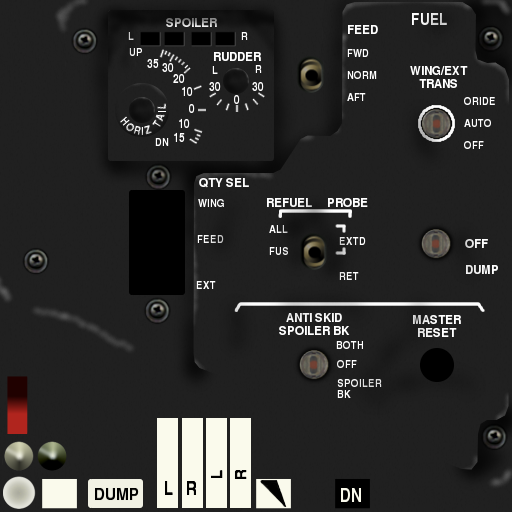 SPOILER
L R
UP
35
30
20
10
0
10
15
DN
HORIZ TAIL
RUDDER
L R
30 0 30
FUEL
FEED
FWD
NORM
AFT
WING/EXT
TRANS
ORIDE
AUTO
OFF
QTY SEL
WING
FEED
EXT
REFUEL PROBE
ALL
FUS
EXTD
RET
OFF
DUMP
ANTI SKID
SPOILER BK
BOTH
OFF
SPOILER
BK
MASTER
RESET
DUMP
L R L R
DN